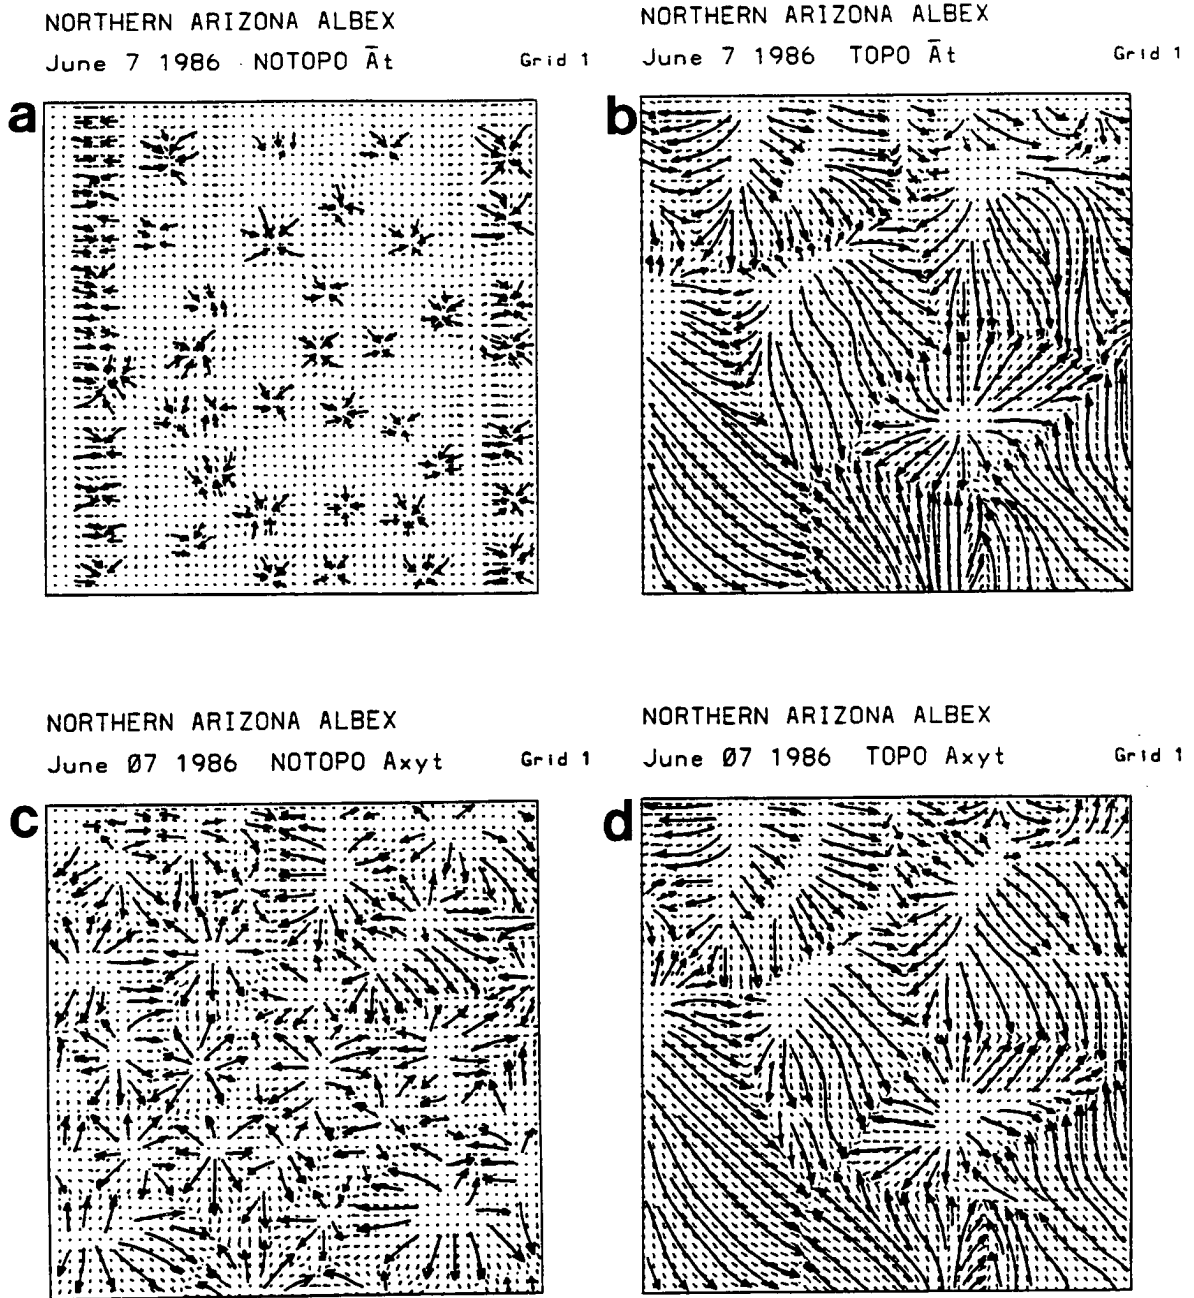 NORTHERN ARIZONA ALBEX
June 7 1986 NOTOPO A̅t Grid 1
a
NORTHERN ARIZONA ALBEX
June 7 1986 TOPO A̅t Grid 1
b
NORTHERN ARIZONA ALBEX
June 07 1986 NOTOPO Axyt Grid 1
c
NORTHERN ARIZONA ALBEX
June 07 1986 TOPO Axyt Grid 1
d